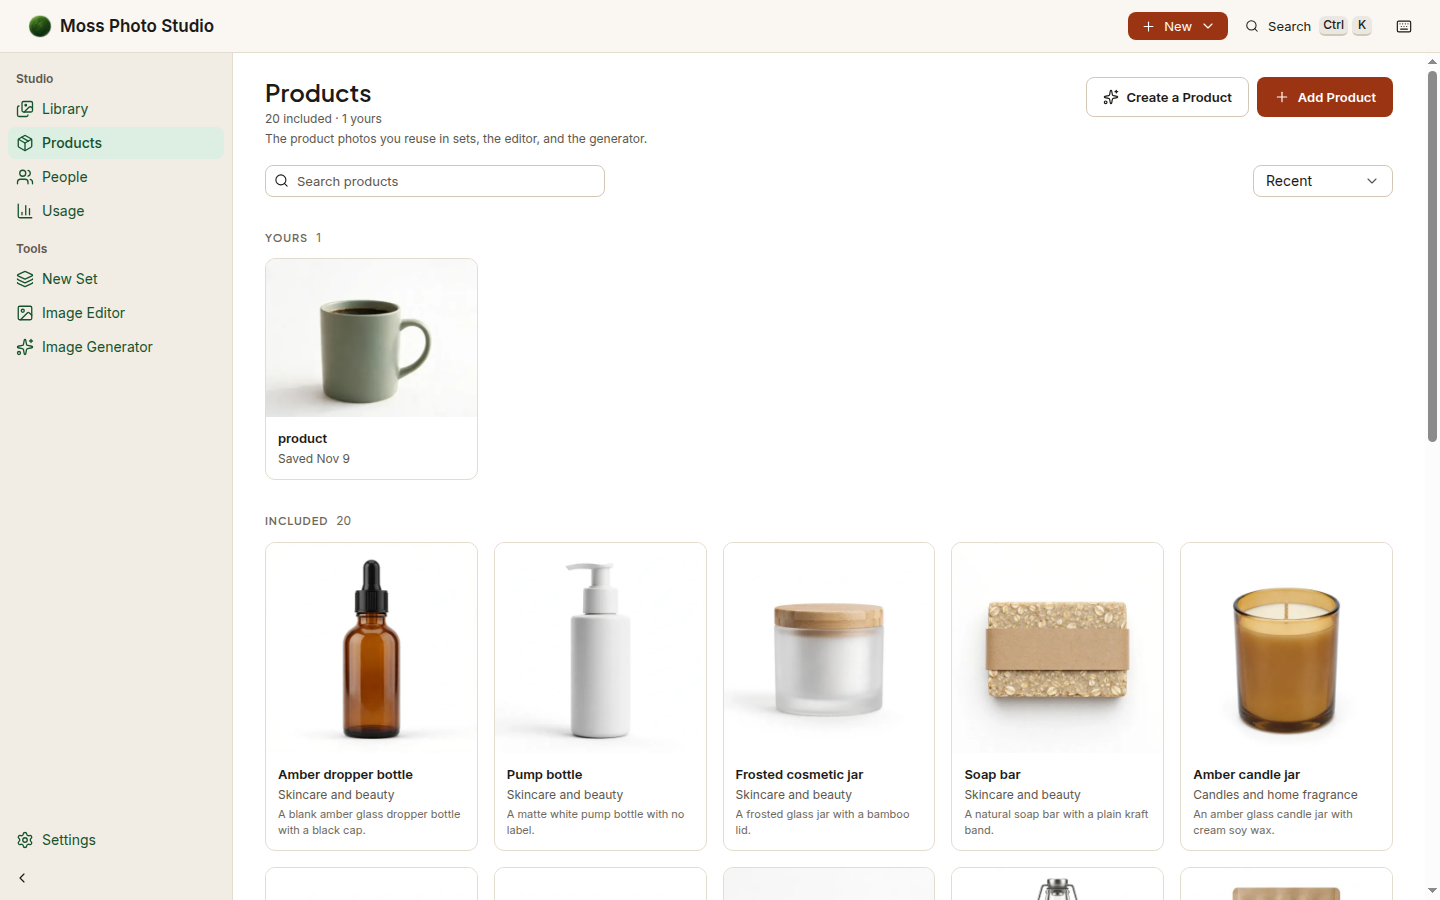 Moss Photo Studio
New
Search
Ctrl
K
Studio
Library
Products
People
Usage
Tools
New Set
Image Editor
Image Generator
Settings
Products
20 included · 1 yours
The product photos you reuse in sets, the editor, and the generator.
Create a Product
Add Product
Search products
Recent
YOURS 1
product
Saved Nov 9
INCLUDED 20
Amber dropper bottle
Skincare and beauty
A blank amber glass dropper bottle
with a black cap.
Pump bottle
Skincare and beauty
A matte white pump bottle with no
label.
Frosted cosmetic jar
Skincare and beauty
A frosted glass jar with a bamboo
lid.
Soap bar
Skincare and beauty
A natural soap bar with a plain kraft
band.
Amber candle jar
Candles and home fragrance
An amber glass candle jar with
cream soy wax.